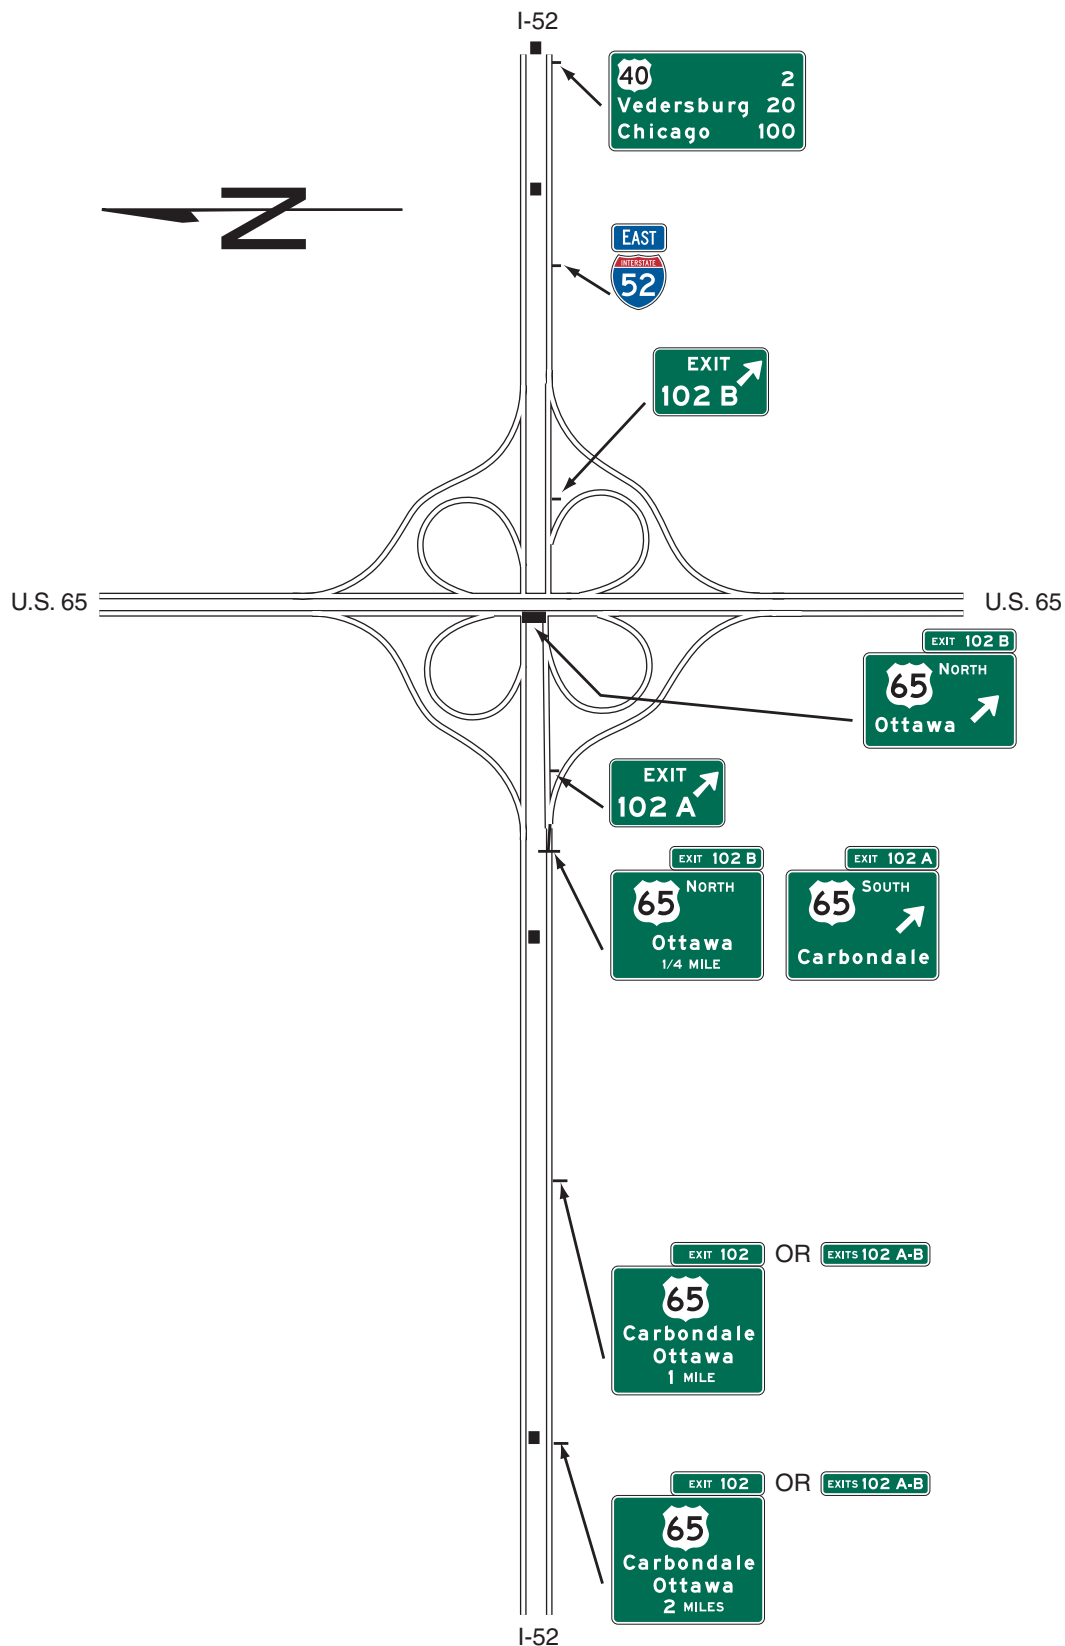 I-52
40 2
Vedersburg 20
Chicago 100
N
EAST
INTERSTATE
52
EXIT
102 B
U.S. 65
U.S. 65
EXIT 102 B
65 NORTH
Ottawa
EXIT
102 A
EXIT 102 B
65 NORTH
Ottawa
1/4 MILE
EXIT 102 A
65 SOUTH
Carbondale
EXIT 102 OR EXITS 102 A-B
65
Carbondale
Ottawa
1 MILE
EXIT 102 OR EXITS 102 A-B
65
Carbondale
Ottawa
2 MILES
I-52